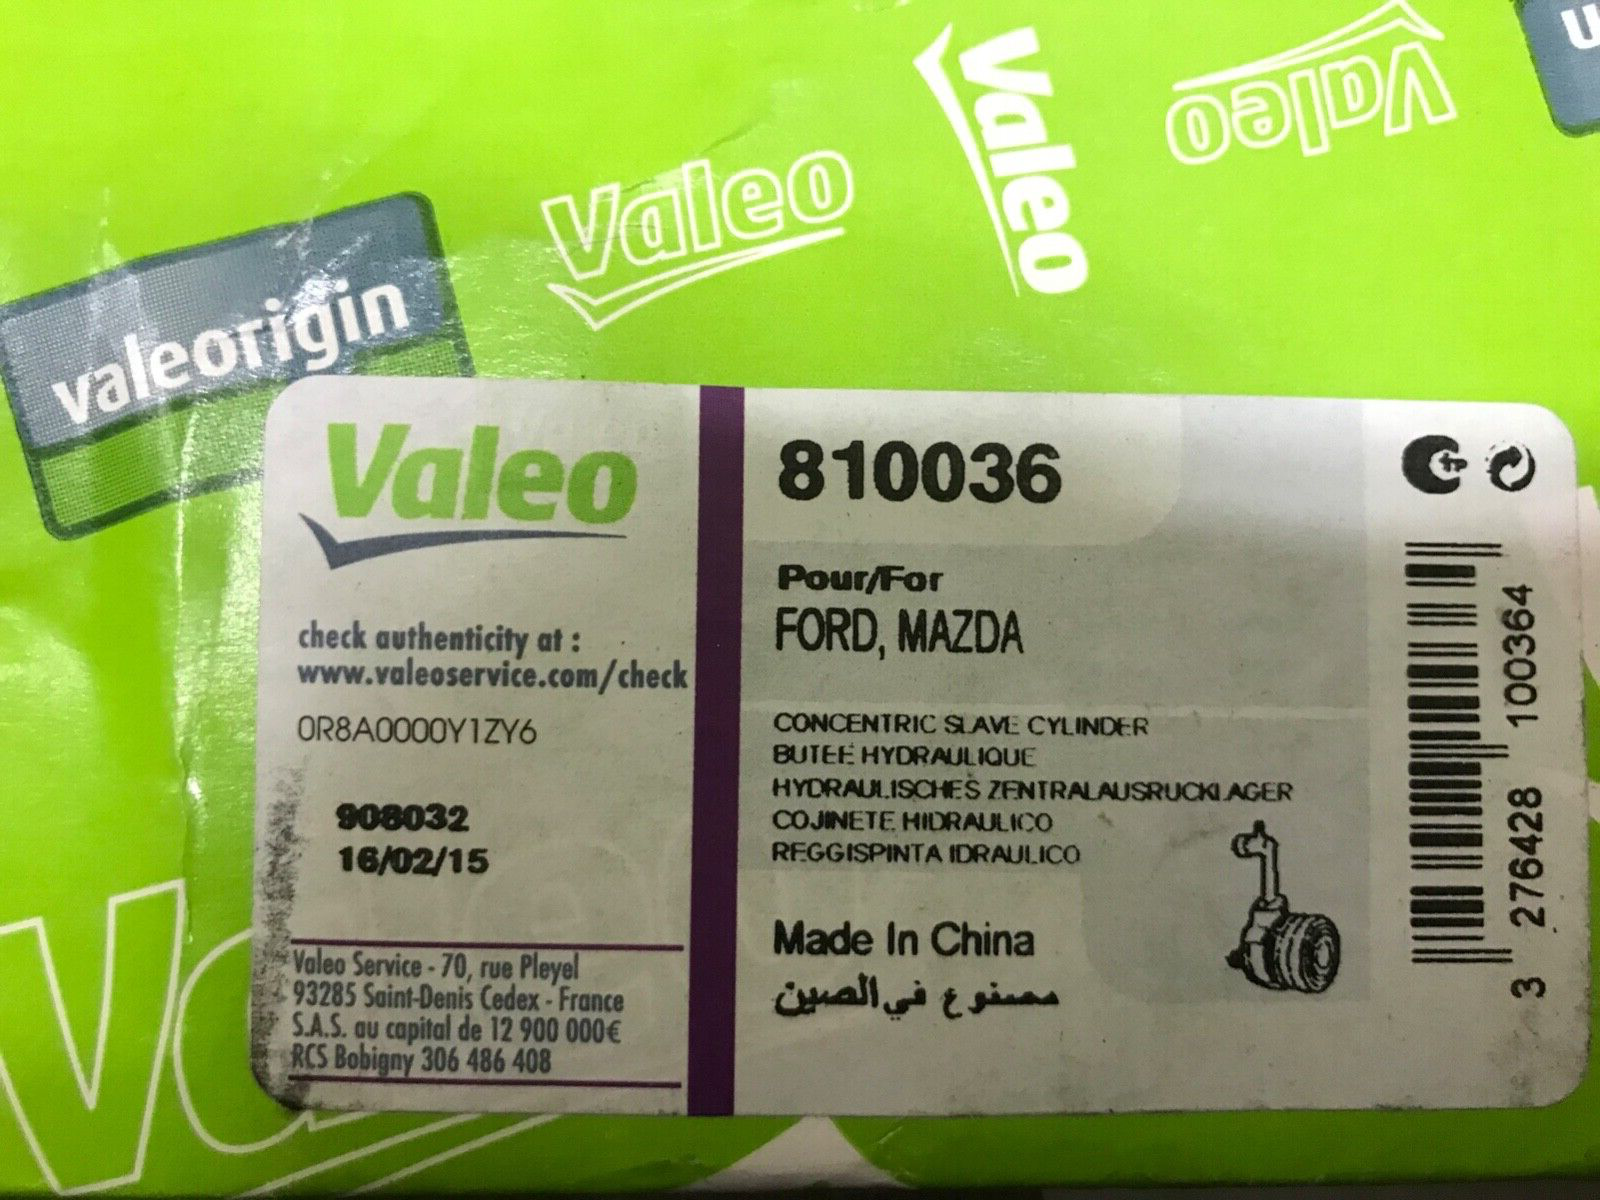 Valeo
Valeo
Valeo
valeorigin
Valeo
check authenticity at :
www.valeoservice.com/check
0R8A0000Y1ZY6
908032
16/02/15
Valeo Service - 70, rue Pleyel
93285 Saint-Denis Cedex - France
S.A.S. au capital de 12 900 000€
RCS Bobigny 306 486 408
810036
Pour/For
FORD, MAZDA
CONCENTRIC SLAVE CYLINDER
BUTEE HYDRAULIQUE
HYDRAULISCHES ZENTRALAUSRUCKLAGER
COJINETE HIDRAULICO
REGGISPINTA IDRAULICO
Made In China
مصنوع في الصين
3 276428 100364